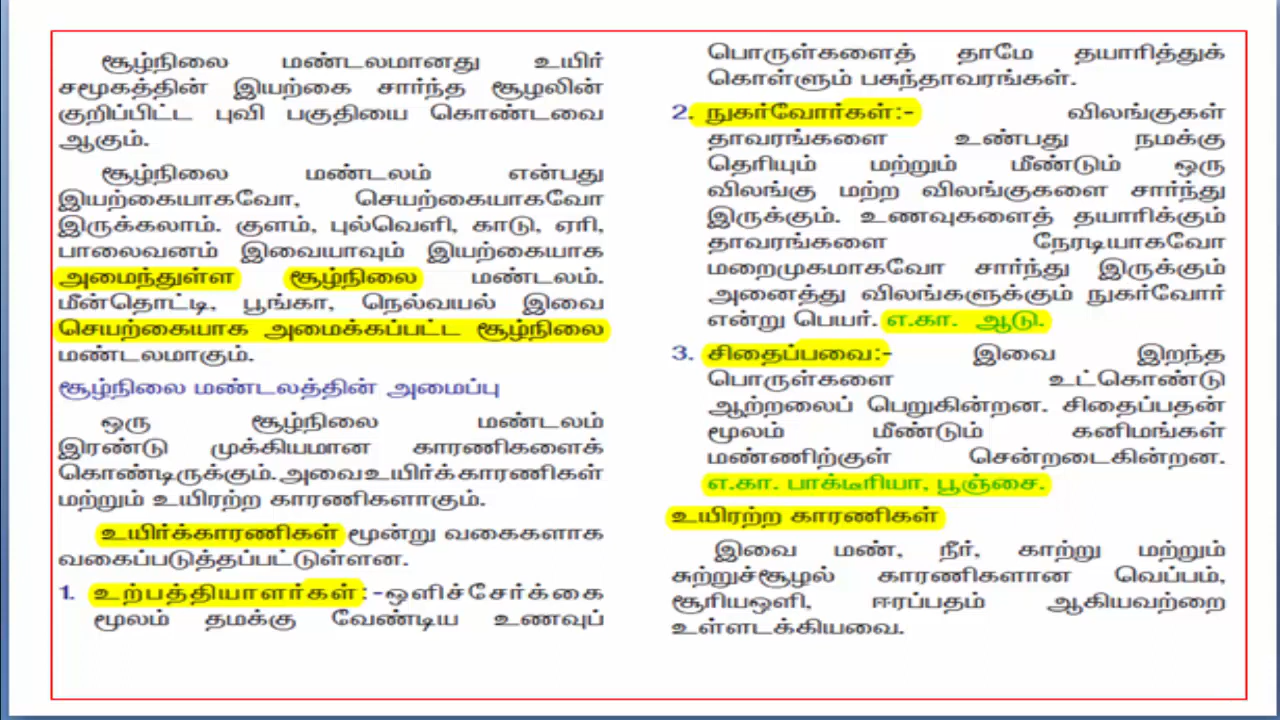 சூழ்நிலை மண்டலமானது உயிர்
சமூகத்தின் இயற்கை சார்ந்த சூழலின்
குறிப்பிட்ட புவி பகுதியை கொண்டவை
ஆகும்.
சூழ்நிலை மண்டலம் என்பது
இயற்கையாகவோ, செயற்கையாகவோ
இருக்கலாம். குளம், புல்வெளி, காடு, ஏரி,
பாலைவனம் இவையாவும் இயற்கையாக
அமைந்துள்ள சூழ்நிலை மண்டலம்.
மீன்தொட்டி, பூங்கா, நெல்வயல் இவை
செயற்கையாக அமைக்கப்பட்ட சூழ்நிலை
மண்டலமாகும்.
சூழ்நிலை மண்டலத்தின் அமைப்பு
ஒரு சூழ்நிலை மண்டலம்
இரண்டு முக்கியமான காரணிகளைக்
கொண்டிருக்கும். அவை உயிர்க்காரணிகள்
மற்றும் உயிரற்ற காரணிகளாகும்.
உயிர்க்காரணிகள் மூன்று வகைகளாக
வகைப்படுத்தப்பட்டுள்ளன.
1. உற்பத்தியாளர்கள்: -ஒளிச்சேர்க்கை
மூலம் தமக்கு வேண்டிய உணவுப்
பொருள்களைத் தாமே தயாரித்துக்
கொள்ளும் பசுந்தாவரங்கள்.
2. நுகர்வோர்கள்:- விலங்குகள்
தாவரங்களை உண்பது நமக்கு
தெரியும் மற்றும் மீண்டும் ஒரு
விலங்கு மற்ற விலங்குகளை சார்ந்து
இருக்கும். உணவுகளைத் தயாரிக்கும்
தாவரங்களை நேரடியாகவோ
மறைமுகமாகவோ சார்ந்து இருக்கும்
அனைத்து விலங்களுக்கும் நுகர்வோர்
என்று பெயர். எ.கா. ஆடு.
3. சிதைப்பவை:- இவை இறந்த
பொருள்களை உட்கொண்டு
ஆற்றலைப் பெறுகின்றன. சிதைப்பதன்
மூலம் மீண்டும் கனிமங்கள்
மண்ணிற்குள் சென்றடைகின்றன.
எ.கா. பாக்டீரியா, பூஞ்சை.
உயிரற்ற காரணிகள்
இவை மண், நீர், காற்று மற்றும்
சுற்றுச்சூழல் காரணிகளான வெப்பம்,
சூரியஒளி, ஈரப்பதம் ஆகியவற்றை
உள்ளடக்கியவை.